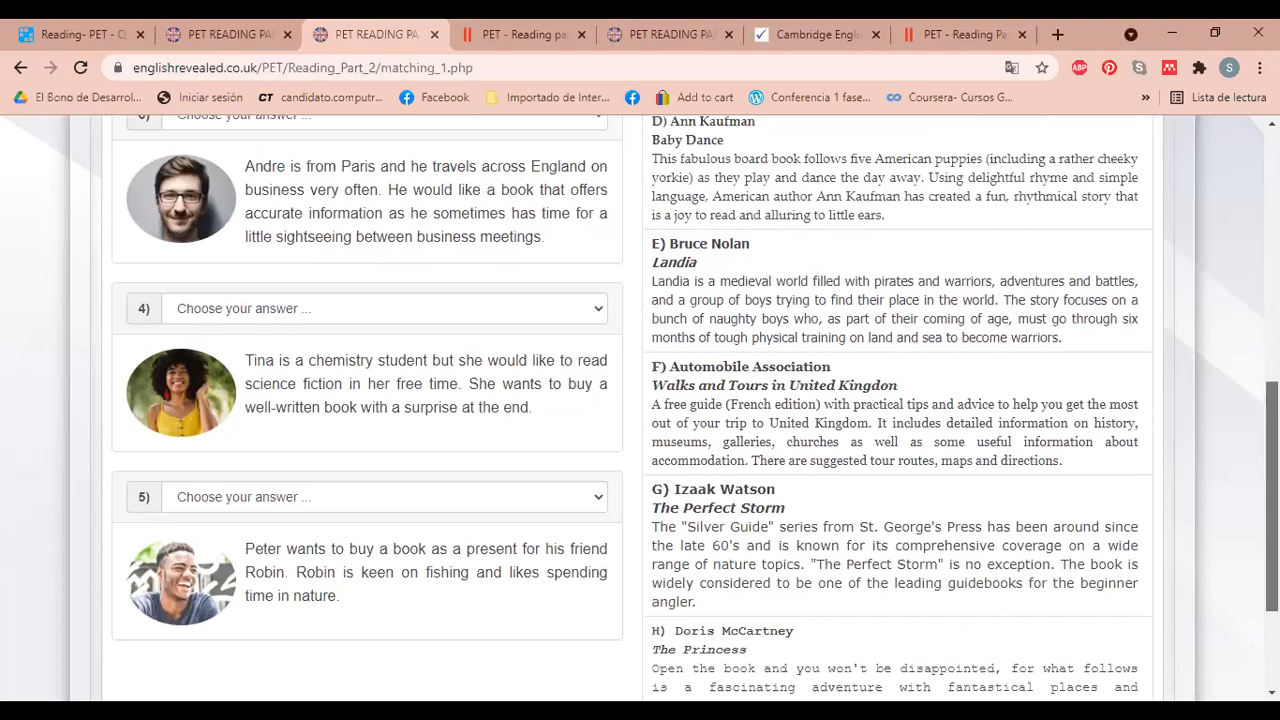 Reading- PET - Q
PET READING PA
PET READING PA
PET - Reading pa
PET READING PA
Cambridge Engli
PET - Reading Pa
englishrevealed.co.uk/PET/Reading_Part_2/matching_1.php
ABP
S
El Bono de Desarrol...
Iniciar sesión
CT candidato.computr...
Facebook
Importado de Inter...
Add to cart
Conferencia 1 fase...
Coursera- Cursos G...
»
Lista de lectura
Choose your answer ...
Andre is from Paris and he travels across England on
business very often. He would like a book that offers
accurate information as he sometimes has time for a
little sightseeing between business meetings.
4) Choose your answer ...
Tina is a chemistry student but she would like to read
science fiction in her free time. She wants to buy a
well-written book with a surprise at the end.
5) Choose your answer ...
Peter wants to buy a book as a present for his friend
Robin. Robin is keen on fishing and likes spending
time in nature.
D) Ann Kaufman
Baby Dance
This fabulous board book follows five American puppies (including a rather cheeky
yorkie) as they play and dance the day away. Using delightful rhyme and simple
language, American author Ann Kaufman has created a fun, rhythmical story that
is a joy to read and alluring to little ears.
E) Bruce Nolan
Landia
Landia is a medieval world filled with pirates and warriors, adventures and battles,
and a group of boys trying to find their place in the world. The story focuses on a
bunch of naughty boys who, as part of their coming of age, must go through six
months of tough physical training on land and sea to become warriors.
F) Automobile Association
Walks and Tours in United Kingdon
A free guide (French edition) with practical tips and advice to help you get the most
out of your trip to United Kingdom. It includes detailed information on history,
museums, galleries, churches as well as some useful information about
accommodation. There are suggested tour routes, maps and directions.
G) Izaak Watson
The Perfect Storm
The "Silver Guide" series from St. George's Press has been around since
the late 60's and is known for its comprehensive coverage on a wide
range of nature topics. "The Perfect Storm" is no exception. The book is
widely considered to be one of the leading guidebooks for the beginner
angler.
H) Doris McCartney
The Princess
Open the book and you won't be disappointed, for what follows
is a fascinating adventure with fantastical places and